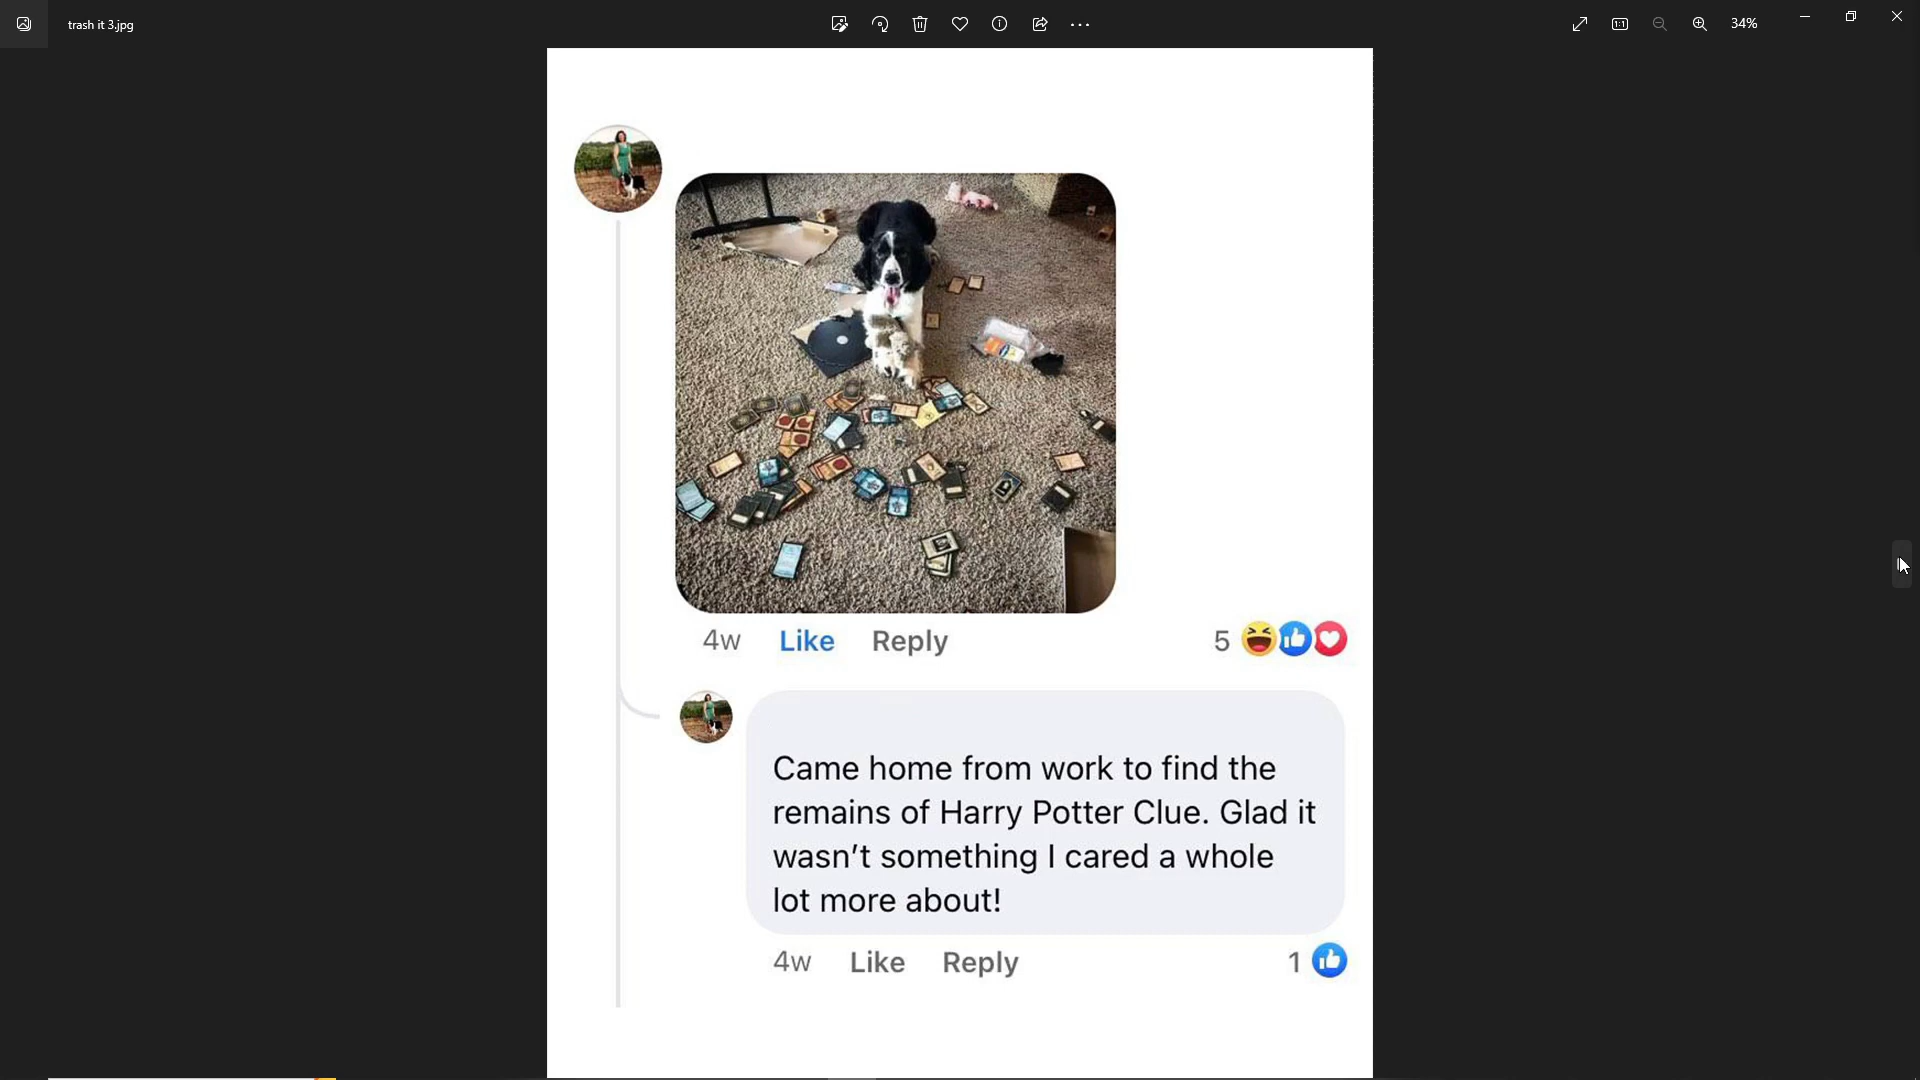 trash it 3.jpg
34%
4w Like Reply 5
Came home from work to find the
remains of Harry Potter Clue. Glad it
wasn’t something I cared a whole
lot more about!
4w Like Reply 1